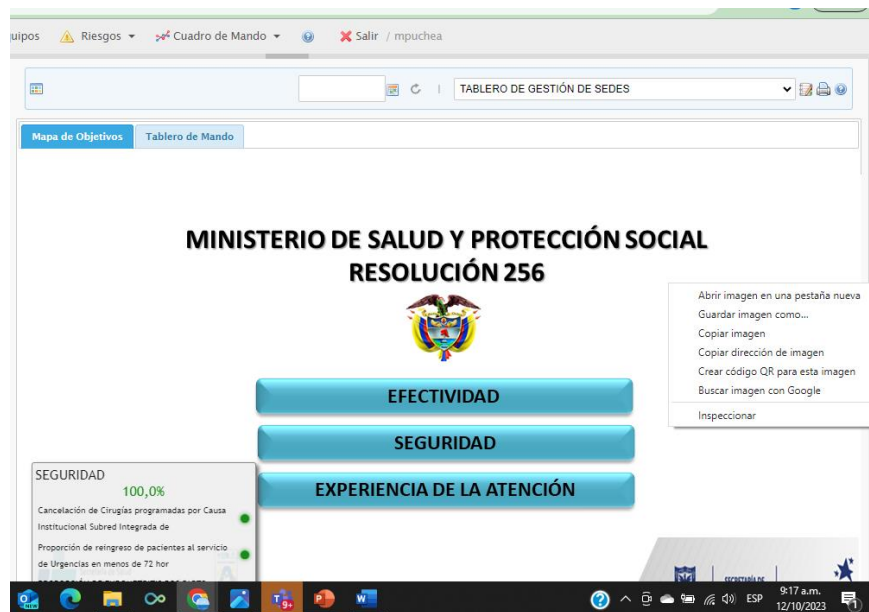 uipos Riesgos Cuadro de Mando Salir / mpuchea
TABLERO DE GESTIÓN DE SEDES
Mapa de Objetivos Tablero de Mando
MINISTERIO DE SALUD Y PROTECCIÓN SOCIAL
RESOLUCIÓN 256
Abrir imagen en una pestaña nueva
Guardar imagen como...
Copiar imagen
Copiar dirección de imagen
Crear código QR para esta imagen
Buscar imagen con Google
Inspeccionar
EFECTIVIDAD
SEGURIDAD
EXPERIENCIA DE LA ATENCIÓN
SEGURIDAD
100,0%
Cancelación de Cirugías programadas por Causa
Institucional Subred Integrada de
Proporción de reingreso de pacientes al servicio
de Urgencias en menos de 72 hor
ESP
9:17 a.m.
12/10/2023